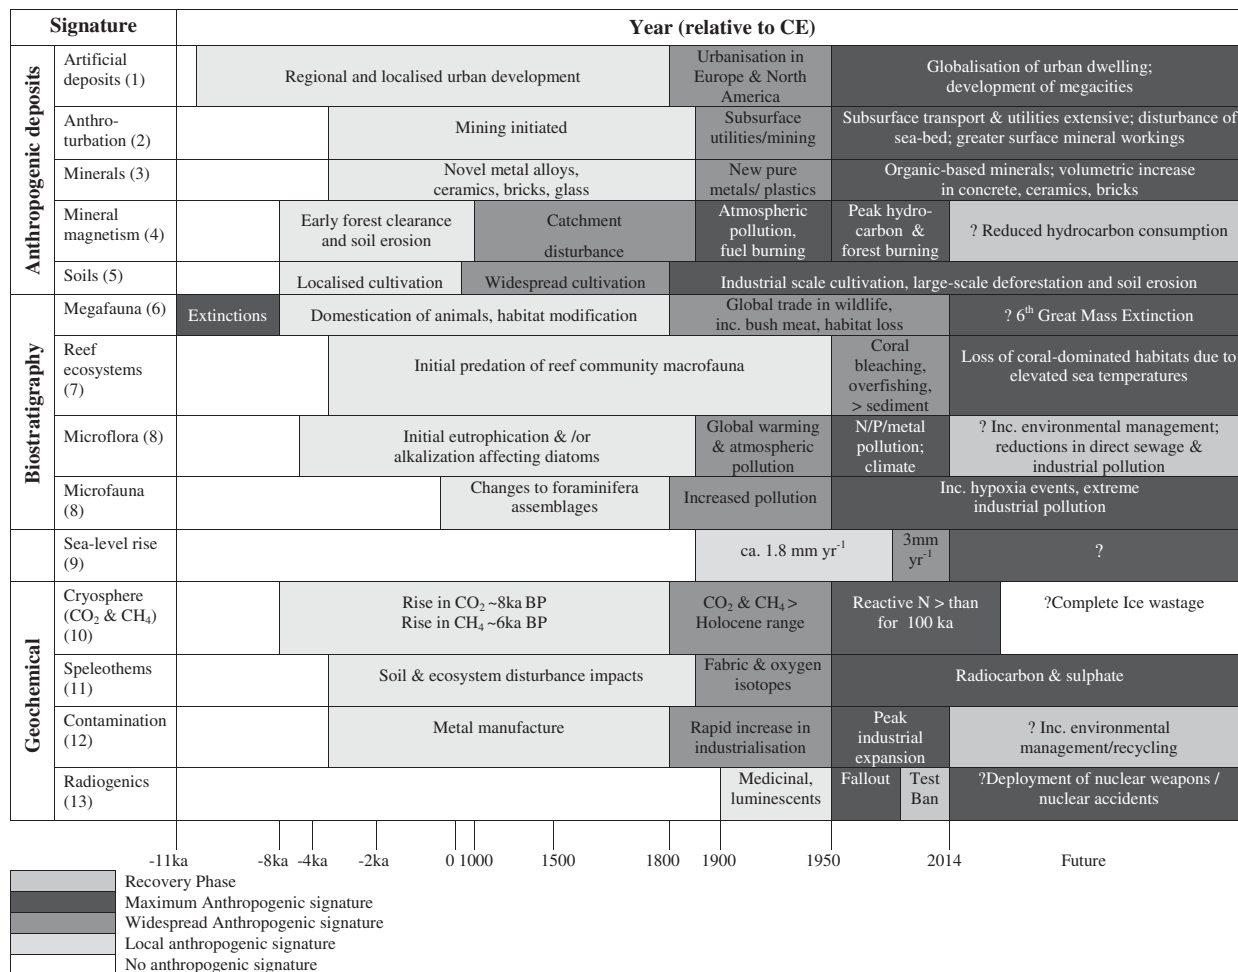 Signature
Year (relative to CE)
Anthropogenic deposits
Artificial
deposits (1)
Regional and localised urban development
Urbanisation in
Europe & North
America
Globalisation of urban dwelling;
development of megacities
Anthro-
turbation (2)
Mining initiated
Subsurface
utilities/mining
Subsurface transport & utilities extensive; disturbance of
sea-bed; greater surface mineral workings
Minerals (3)
Novel metal alloys,
ceramics, bricks, glass
New pure
metals/ plastics
Organic-based minerals; volumetric increase
in concrete, ceramics, bricks
Mineral
magnetism (4)
Early forest clearance
and soil erosion
Catchment
disturbance
Atmospheric
pollution,
fuel burning
Peak hydro-
carbon &
forest burning
? Reduced hydrocarbon consumption
Soils (5)
Localised cultivation
Widespread cultivation
Industrial scale cultivation, large-scale deforestation and soil erosion
Biostratigraphy
Megafauna (6)
Extinctions
Domestication of animals, habitat modification
Global trade in wildlife,
inc. bush meat, habitat loss
? 6th Great Mass Extinction
Reef
ecosystems
(7)
Initial predation of reef community macrofauna
Coral
bleaching,
overfishing,
> sediment
Loss of coral-dominated habitats due to
elevated sea temperatures
Microflora (8)
Initial eutrophication & /or
alkalization affecting diatoms
Global warming
& atmospheric
pollution
N/P/metal
pollution;
climate
? Inc. environmental management;
reductions in direct sewage &
industrial pollution
Microfauna
(8)
Changes to foraminifera
assemblages
Increased pollution
Inc. hypoxia events, extreme
industrial pollution
Sea-level rise
(9)
ca. 1.8 mm yr-1
3mm
yr-1
?
Geochemical
Cryosphere
(CO2 & CH4)
(10)
Rise in CO2 ~8ka BP
Rise in CH4 ~6ka BP
CO2 & CH4 >
Holocene range
Reactive N > than
for 100 ka
?Complete Ice wastage
Speleothems
(11)
Soil & ecosystem disturbance impacts
Fabric & oxygen
isotopes
Radiocarbon & sulphate
Contamination
(12)
Metal manufacture
Rapid increase in
industrialisation
Peak
industrial
expansion
? Inc. environmental
management/recycling
Radiogenics
(13)
Medicinal,
luminescents
Fallout
Test
Ban
?Deployment of nuclear weapons /
nuclear accidents
-11ka -8ka -4ka -2ka 0 1000 1500 1800 1900 1950 2014 Future
Recovery Phase
Maximum Anthropogenic signature
Widespread Anthropogenic signature
Local anthropogenic signature
No anthropogenic signature